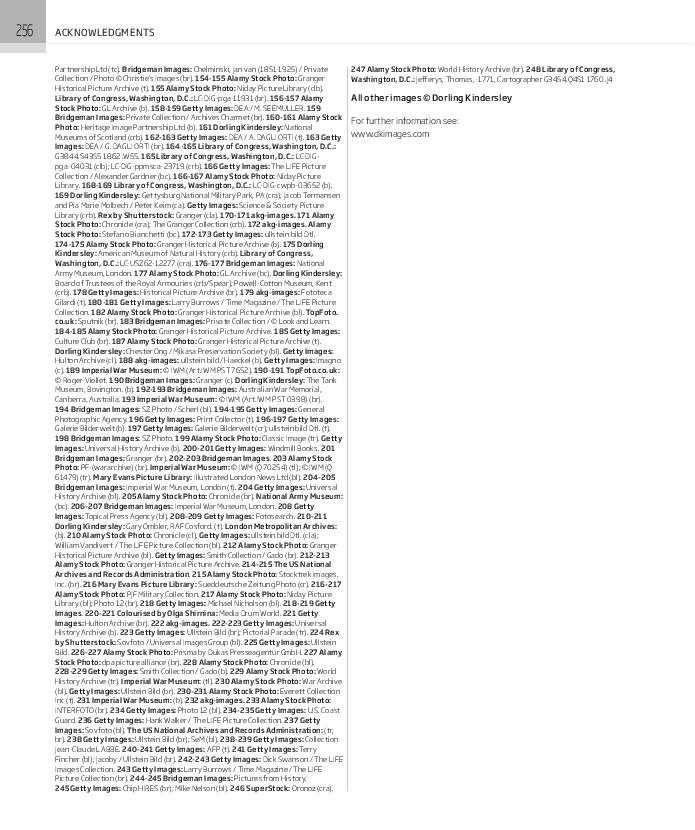 256
ACKNOWLEDGMENTS
Partnership Ltd (tc). Bridgeman Images: Chelminski, Jan van (1851-1925) / Private
Collection / Photo © Christie's Images (br). 154-155 Alamy Stock Photo: Granger
Historical Picture Archive (t). 155 Alamy Stock Photo: Niday Picture Library (clb).
Library of Congress, Washington, D.C.: LC-DIG-pga-11931 (br). 156-157 Alamy
Stock Photo: GL Archive (b). 158-159 Getty Images: DEA / M. SEEMULLER. 159
Bridgeman Images: Private Collection / Archives Charmet (br). 160-161 Alamy Stock
Photo: Heritage Image Partnership Ltd (b). 161 Dorling Kindersley: National
Museums of Scotland (crb). 162-163 Getty Images: DEA / A. DAGLI ORTI (t). 163 Getty
Images: DEA / G. DAGLI ORTI (br). 164-165 Library of Congress, Washington, D.C.:
G3844.S4S5 1862 .W55. 165 Library of Congress, Washington, D.C.: LC-DIG-
pga-04031 (clb); LC-DIG-ppmsca-23719 (crb). 166 Getty Images: The LIFE Picture
Collection / Alexander Gardner (bc). 166-167 Alamy Stock Photo: Niday Picture
Library. 168-169 Library of Congress, Washington, D.C.: LC-DIG-cwpb-03652 (b).
169 Dorling Kindersley: Gettysburg National Military Park, PA (cra); Jacob Termansen
and Pia Marie Molbech / Peter Keim (ca). Getty Images: Science & Society Picture
Library (crb). Rex by Shutterstock: Granger (cla). 170-171 akg-images. 171 Alamy
Stock Photo: Chronicle (cra); The Granger Collection (crb). 172 akg-images. Alamy
Stock Photo: Stefano Bianchetti (bc). 172-173 Getty Images: ullstein bild Dtl.
174-175 Alamy Stock Photo: Granger Historical Picture Archive (b). 175 Dorling
Kindersley: American Museum of Natural History (crb). Library of Congress,
Washington, D.C.: LC-USZ62-12277 (cra). 176-177 Bridgeman Images: National
Army Museum, London. 177 Alamy Stock Photo: GL Archive (bc). Dorling Kindersley:
Board of Trustees of the Royal Armouries (crb/Spear); Powell-Cotton Museum, Kent
(crb). 178 Getty Images: Historical Picture Archive (br). 179 akg-images: Fototeca
Gilardi (t). 180-181 Getty Images: Larry Burrows / Time Magazine / The LIFE Picture
Collection. 182 Alamy Stock Photo: Granger Historical Picture Archive (bl). TopFoto.
co.uk: Sputnik (br). 183 Bridgeman Images: Private Collection / © Look and Learn.
184-185 Alamy Stock Photo: Granger Historical Picture Archive. 185 Getty Images:
Culture Club (br). 187 Alamy Stock Photo: Granger Historical Picture Archive (t).
Dorling Kindersley: Chester Ong / Mikasa Preservation Society (bl). Getty Images:
Hulton Archive (cl). 188 akg-images: ullstein bild / Haeckel (b). Getty Images: Imagno
(c). 189 Imperial War Museum: © IWM (Art.IWM PST 7652). 190-191 TopFoto.co.uk:
© Roger-Viollet. 190 Bridgeman Images: Granger (c). Dorling Kindersley: The Tank
Museum, Bovington. (b). 192-193 Bridgeman Images: Australian War Memorial,
Canberra, Australia. 193 Imperial War Museum: © IWM (Art.IWM PST 0398) (br).
194 Bridgeman Images: SZ Photo / Scherl (bl). 194-195 Getty Images: General
Photographic Agency. 196 Getty Images: Print Collector (t). 196-197 Getty Images:
Galerie Bilderwelt (b). 197 Getty Images: Galerie Bilderwelt (cr); ullstein bild Dtl. (t).
198 Bridgeman Images: SZ Photo. 199 Alamy Stock Photo: Classic Image (tr). Getty
Images: Universal History Archive (b). 200-201 Getty Images: Windmill Books. 201
Bridgeman Images: Granger (br). 202-203 Bridgeman Images. 203 Alamy Stock
Photo: PF-(wararchive) (br). Imperial War Museum: © IWM (Q 70254) (tl); © IWM (Q
61479) (tr). Mary Evans Picture Library: Illustrated London News Ltd (bl). 204-205
Bridgeman Images: Imperial War Museum, London (t). 204 Getty Images: Universal
History Archive (bl). 205 Alamy Stock Photo: Chronicle (br). National Army Museum:
(bc). 206-207 Bridgeman Images: Imperial War Museum, London. 208 Getty
Images: Topical Press Agency (bl). 208-209 Getty Images: Fotosearch. 210-211
Dorling Kindersley: Gary Ombler, RAF Cosford. (t). London Metropolitan Archives:
(b). 210 Alamy Stock Photo: Chronicle (cl). Getty Images: ullstein bild Dtl. (cla);
William Vandivert / The LIFE Picture Collection (bl). 212 Alamy Stock Photo: Granger
Historical Picture Archive (bl). Getty Images: Smith Collection / Gado (br). 212-213
Alamy Stock Photo: Granger Historical Picture Archive. 214-215 The US National
Archives and Records Administration. 215 Alamy Stock Photo: Stocktrek Images,
Inc. (br). 216 Mary Evans Picture Library: Sueddeutsche Zeitung Photo (cr). 216-217
Alamy Stock Photo: PJF Military Collection. 217 Alamy Stock Photo: Niday Picture
Library (bl); Photo 12 (br). 218 Getty Images: Michael Nicholson (bl). 218-219 Getty
Images. 220-221 Colourised by Olga Shirnina: Media Drum World. 221 Getty
Images: Hulton Archive (br). 222 akg-images. 222-223 Getty Images: Universal
History Archive (b). 223 Getty Images: Ullstein Bild (br); Pictorial Parade (tr). 224 Rex
by Shutterstock: Sovfoto / Universal Images Group (bl). 225 Getty Images: Ullstein
Bild. 226-227 Alamy Stock Photo: Prisma by Dukas Presseagentur GmbH. 227 Alamy
Stock Photo: dpa picture alliance (br). 228 Alamy Stock Photo: Chronicle (bl).
228-229 Getty Images: Smith Collection / Gado (b). 229 Alamy Stock Photo: World
History Archive (tr). Imperial War Museum: (tl). 230 Alamy Stock Photo: War Archive
(bl). Getty Images: Ullstein Bild (br). 230-231 Alamy Stock Photo: Everett Collection
Inc (t). 231 Imperial War Museum: (b). 232 akg-images. 233 Alamy Stock Photo:
INTERFOTO (br). 234 Getty Images: Photo 12 (bl). 234-235 Getty Images: U.S. Coast
Guard. 236 Getty Images: Hank Walker / The LIFE Picture Collection. 237 Getty
Images: Sovfoto (bl). The US National Archives and Records Administration: (tr,
br). 238 Getty Images: Ullstein Bild (br); SeM (bl). 238-239 Getty Images: Collection
Jean-Claude LABBE. 240-241 Getty Images: AFP (t). 241 Getty Images: Terry
Fincher (bl); Jacoby / Ullstein Bild (br). 242-243 Getty Images: Dick Swanson / The LIFE
Images Collection. 243 Getty Images: Larry Burrows / Time Magazine / The LIFE
Picture Collection (br). 244-245 Bridgeman Images: Pictures from History.
245 Getty Images: Chip HIRES (br); Mike Nelson (bl). 246 SuperStock: Oronoz (cra).
247 Alamy Stock Photo: World History Archive (br). 248 Library of Congress,
Washington, D.C.: Jefferys, Thomas, -1771, Cartographer G3454.Q4S1 1760 .J4
All other images © Dorling Kindersley
For further information see:
www.dkimages.com